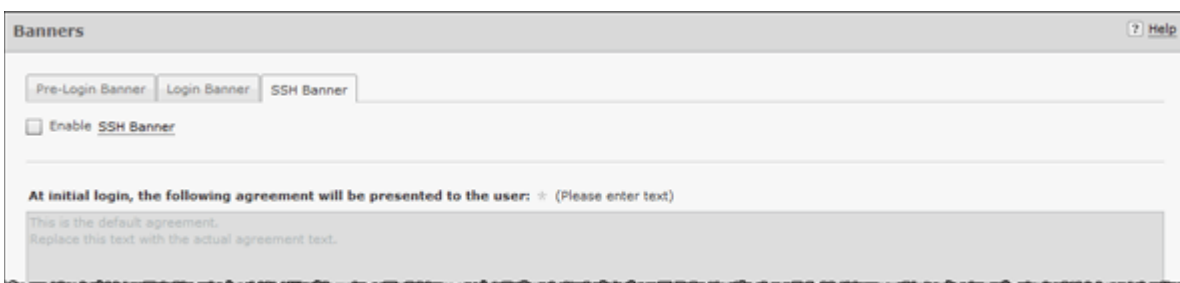 Banners
? Help
Pre-Login Banner Login Banner SSH Banner
Enable SSH Banner
At initial login, the following agreement will be presented to the user: * (Please enter text)
This is the default agreement.
Replace this text with the actual agreement text.